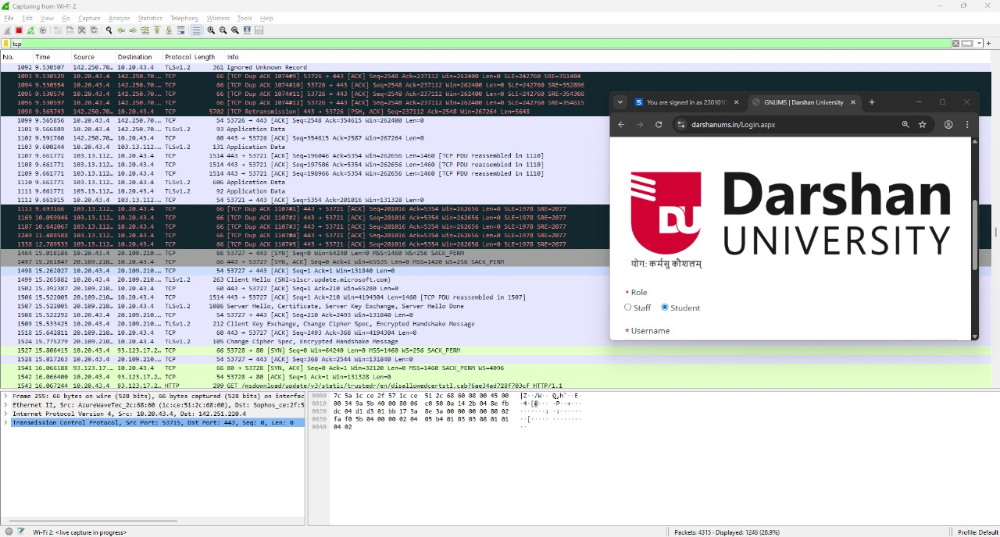 Capturing from Wi-Fi 2
File Edit View Go Capture Analyze Statistics Telephony Wireless Tools Help
tcp
No. Time Source Destination Protocol Length Info
1092 9.530507 142.250.70... 10.20.43.4 TLSv1.2 361 Ignored Unknown Record
1093 9.530529 10.20.43.4 142.250.70... TCP 66 [TCP Dup ACK 1074#9] 53726 → 443 [ACK] Seq=2548 Ack=237112 Win=262400 Len=0 SLE=242760 SRE=351484
1094 9.530554 10.20.43.4 142.250.70... TCP 66 [TCP Dup ACK 1074#10] 53726 → 443 [ACK] Seq=2548 Ack=237112 Win=262400 Len=0 SLE=242760 SRE=352896
1095 9.530574 10.20.43.4 142.250.70... TCP 66 [TCP Dup ACK 1074#11] 53726 → 443 [ACK] Seq=2548 Ack=237112 Win=262400 Len=0 SLE=242760 SRE=354308
1096 9.530597 10.20.43.4 142.250.70... TCP 66 [TCP Dup ACK 1074#12] 53726 → 443 [ACK] Seq=2548 Ack=237112 Win=262400 Len=0 SLE=242760 SRE=354615
1098 9.565743 142.250.70... 10.20.43.4 TCP 5702 [TCP Retransmission] 443 → 53726 [PSH, ACK] Seq=237112 Ack=2548 Win=267264 Len=5648
1099 9.565856 10.20.43.4 142.250.70... TCP 54 53726 → 443 [ACK] Seq=2548 Ack=354615 Win=262400 Len=0
1101 9.566889 10.20.43.4 142.250.70... TLSv1.2 93 Application Data
1102 9.591760 142.250.70... 10.20.43.4 TCP 60 443 → 53726 [ACK] Seq=354615 Ack=2587 Win=267264 Len=0
1103 9.600244 10.20.43.4 103.13.112... TLSv1.2 131 Application Data
1107 9.661771 103.13.112... 10.20.43.4 TCP 1514 443 → 53721 [ACK] Seq=196046 Ack=5354 Win=262656 Len=1460 [TCP PDU reassembled in 1110]
1108 9.661771 103.13.112... 10.20.43.4 TCP 1514 443 → 53721 [ACK] Seq=197506 Ack=5354 Win=262656 Len=1460 [TCP PDU reassembled in 1110]
1109 9.661771 103.13.112... 10.20.43.4 TCP 1514 443 → 53721 [ACK] Seq=198966 Ack=5354 Win=262656 Len=1460 [TCP PDU reassembled in 1110]
1110 9.661771 103.13.112... 10.20.43.4 TLSv1.2 606 Application Data
1111 9.661771 103.13.112... 10.20.43.4 TLSv1.2 92 Application Data
1112 9.661915 10.20.43.4 103.13.112... TCP 54 53721 → 443 [ACK] Seq=5354 Ack=201016 Win=131328 Len=0
1113 9.693166 103.13.112... 10.20.43.4 TCP 66 [TCP Dup ACK 1107#1] 443 → 53721 [ACK] Seq=201016 Ack=5354 Win=262656 Len=0 SLE=1978 SRE=2077
1169 10.059946 103.13.112... 10.20.43.4 TCP 66 [TCP Dup ACK 1107#2] 443 → 53721 [ACK] Seq=201016 Ack=5354 Win=262656 Len=0 SLE=1978 SRE=2077
1187 10.642067 103.13.112... 10.20.43.4 TCP 66 [TCP Dup ACK 1107#3] 443 → 53721 [ACK] Seq=201016 Ack=5354 Win=262656 Len=0 SLE=1978 SRE=2077
1249 11.488588 103.13.112... 10.20.43.4 TCP 66 [TCP Dup ACK 1107#4] 443 → 53721 [ACK] Seq=201016 Ack=5354 Win=262656 Len=0 SLE=1978 SRE=2077
1338 12.789533 103.13.112... 10.20.43.4 TCP 66 [TCP Dup ACK 1107#5] 443 → 53721 [ACK] Seq=201016 Ack=5354 Win=262656 Len=0 SLE=1978 SRE=2077
1464 15.018186 10.20.43.4 20.109.210... TCP 66 53727 → 443 [SYN] Seq=0 Win=64240 Len=0 MSS=1460 WS=256 SACK_PERM
1497 15.261847 20.109.210... 10.20.43.4 TCP 66 443 → 53727 [SYN, ACK] Seq=0 Ack=1 Win=65535 Len=0 MSS=1420 WS=256 SACK_PERM
1498 15.262027 10.20.43.4 20.109.210... TCP 54 53727 → 443 [ACK] Seq=1 Ack=1 Win=131840 Len=0
1499 15.265882 10.20.43.4 20.109.210... TLSv1.2 263 Client Hello (SNI=slscr.update.microsoft.com)
1502 15.392387 20.109.210... 10.20.43.4 TCP 60 443 → 53727 [ACK] Seq=1 Ack=210 Win=65280 Len=0
1506 15.522005 20.109.210... 10.20.43.4 TCP 1514 443 → 53727 [ACK] Seq=1 Ack=210 Win=4194304 Len=1460 [TCP PDU reassembled in 1507]
1507 15.522005 20.109.210... 10.20.43.4 TLSv1.2 1086 Server Hello, Certificate, Server Key Exchange, Server Hello Done
1508 15.522292 10.20.43.4 20.109.210... TCP 54 53727 → 443 [ACK] Seq=210 Ack=2493 Win=131840 Len=0
1509 15.533425 10.20.43.4 20.109.210... TLSv1.2 212 Client Key Exchange, Change Cipher Spec, Encrypted Handshake Message
1518 15.642811 20.109.210... 10.20.43.4 TCP 60 443 → 53727 [ACK] Seq=2493 Ack=368 Win=4194304 Len=0
1524 15.775279 20.109.210... 10.20.43.4 TLSv1.2 105 Change Cipher Spec, Encrypted Handshake Message
1527 15.806415 10.20.43.4 93.123.17.2... TCP 66 53728 → 80 [SYN] Seq=0 Win=64240 Len=0 MSS=1460 WS=256 SACK_PERM
1528 15.817263 10.20.43.4 20.109.210... TCP 54 53727 → 443 [ACK] Seq=368 Ack=2544 Win=131840 Len=0
1541 16.066188 93.123.17.... 10.20.43.4 TCP 66 80 → 53728 [SYN, ACK] Seq=0 Ack=1 Win=32120 Len=0 MSS=1460 SACK_PERM WS=4096
1542 16.066400 10.20.43.4 93.123.17.2... TCP 54 53728 → 80 [ACK] Seq=1 Ack=1 Win=131328 Len=0
1543 16.067244 10.20.43.4 93.123.17.2... HTTP 299 GET /msdownload/update/v3/static/trustedr/en/disallowedcertstl.cab?6ae34ad728f703cf HTTP/1.1
You are signed in as 2301010
GNUMS | Darshan University
darshanums.in/Login.aspx
DU
Darshan
UNIVERSITY
योग: कर्मसु कौशलम्
* Role
Staff Student
* Username
Frame 255: 66 bytes on wire (528 bits), 66 bytes captured (528 bits) on interfac
Ethernet II, Src: AzureWaveTec_2c:68:60 (1c:ce:51:2c:68:60), Dst: Sophos_ce:2f:5
Internet Protocol Version 4, Src: 10.20.43.4, Dst: 142.251.220.4
Transmission Control Protocol, Src Port: 53715, Dst Port: 443, Seq: 0, Len: 0
0000 7c 5a 1c ce 2f 57 1c ce 51 2c 68 60 08 00 45 00 |Z··/W·· Q,h`··E·
0010 00 34 9a 5b 40 00 80 06 c0 50 0a 14 2b 04 8e fb ·4·[@··· ·P··+···
0020 dc 04 d1 d3 01 bb 17 3a 8e 3a 00 00 00 00 80 02 ·······: ·:······
0030 fa f0 5b 04 00 00 02 04 05 b4 01 03 03 08 01 01 ··[····· ········
0040 04 02 ··
Wi-Fi 2: <live capture in progress>
Packets: 4315 · Displayed: 1246 (28.9%)
Profile: Default